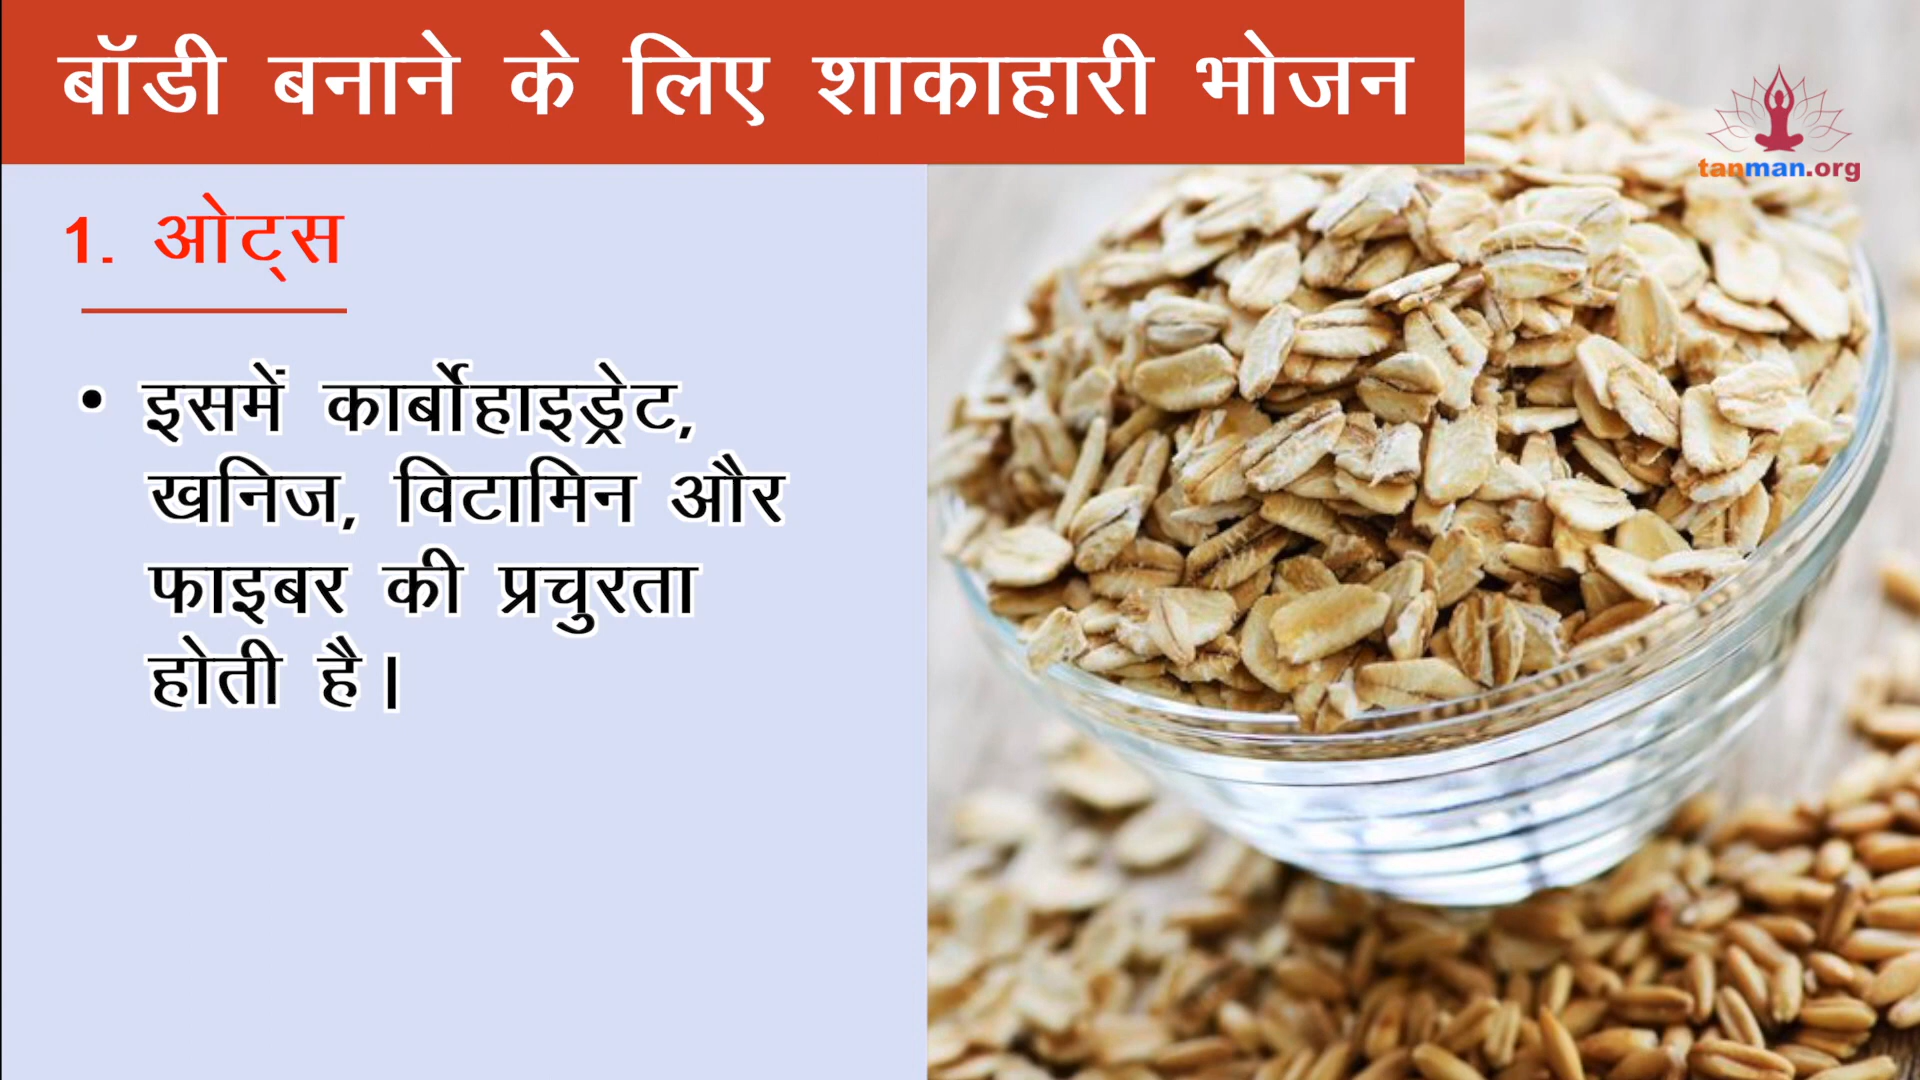 बॉडी बनाने के लिए शाकाहारी भोजन
tanman.org
1. ओट्स
• इसमें कार्बोहाइड्रेट,
खनिज, विटामिन और
फाइबर की प्रचुरता
होती है।